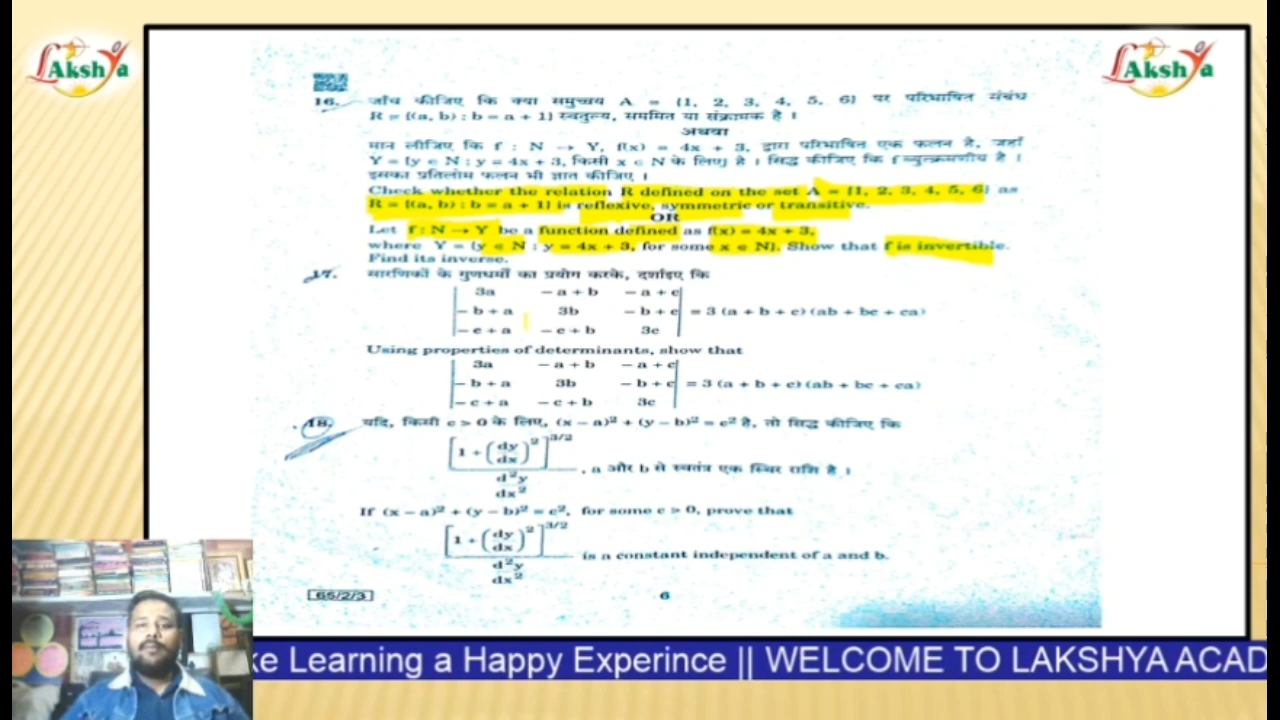 LAkshYa
LAkshYa
16. जाँच कीजिए कि क्या समुच्चय A = {1, 2, 3, 4, 5, 6} पर परिभाषित संबंध
R = {(a, b) : b = a + 1} स्वतुल्य, सममित या संक्रामक है ।
अथवा
मान लीजिए कि f : N → Y, f(x) = 4x + 3, द्वारा परिभाषित एक फलन है, जहाँ
Y = {y ∈ N : y = 4x + 3, किसी x ∈ N के लिए} है । सिद्ध कीजिए कि f व्युत्क्रमणीय है ।
इसका प्रतिलोम फलन भी ज्ञात कीजिए ।
Check whether the relation R defined on the set A = {1, 2, 3, 4, 5, 6} as
R = {(a, b) : b = a + 1} is reflexive, symmetric or transitive.
OR
Let f : N → Y be a function defined as f(x) = 4x + 3,
where Y = {y ∈ N : y = 4x + 3, for some x ∈ N}. Show that f is invertible.
Find its inverse.
17. सारणिकों के गुणधर्मों का प्रयोग करके, दर्शाइए कि
3a − a + b − a + c
− b + a 3b − b + c = 3 (a + b + c) (ab + bc + ca)
− c + a − c + b 3c
Using properties of determinants, show that
3a − a + b − a + c
− b + a 3b − b + c = 3 (a + b + c) (ab + bc + ca)
− c + a − c + b 3c
18. यदि, किसी c > 0 के लिए, (x − a)² + (y − b)² = c² है, तो सिद्ध कीजिए कि
[1 + (dy/dx)²]^3/2
d²y/dx² , a और b से स्वतंत्र एक स्थिर राशि है ।
If (x − a)² + (y − b)² = c², for some c > 0, prove that
[1 + (dy/dx)²]^3/2
d²y/dx² is a constant independent of a and b.
65/2/3 6
ke Learning a Happy Experince || WELCOME TO LAKSHYA ACAD